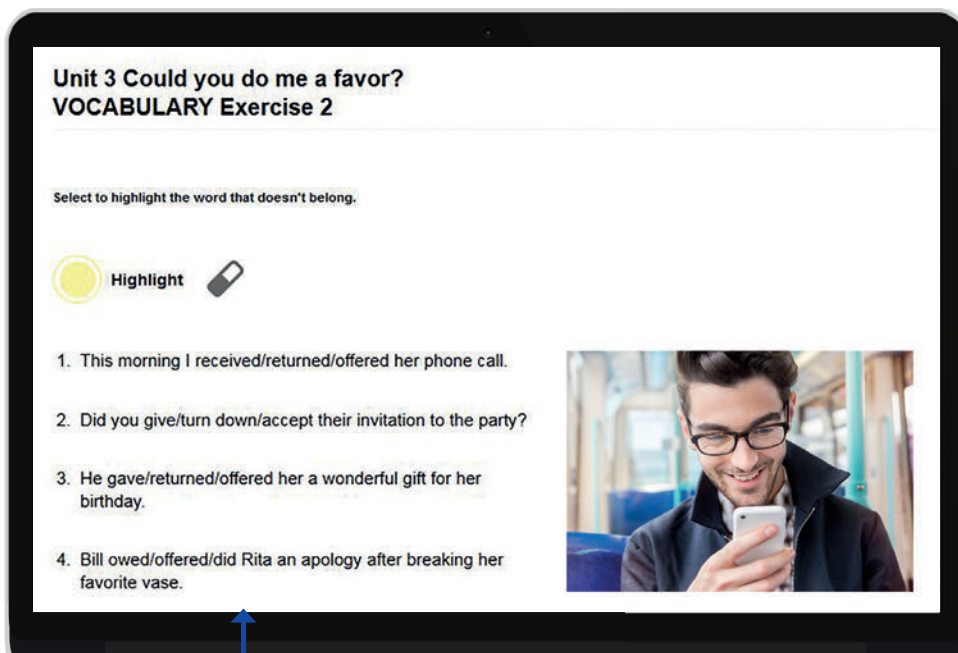 Unit 3 Could you do me a favor?
VOCABULARY Exercise 2
Select to highlight the word that doesn't belong.
Highlight
1. This morning I received/returned/offered her phone call.
2. Did you give/turn down/accept their invitation to the party?
3. He gave/returned/offered her a wonderful gift for her
birthday.
4. Bill owed/offered/did Rita an apology after breaking her
favorite vase.